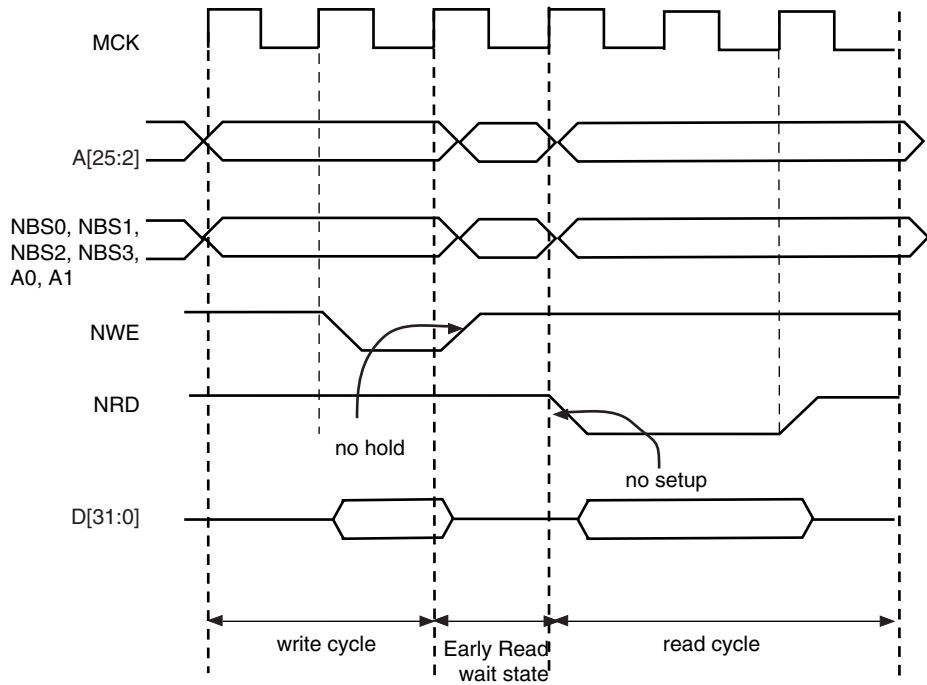 MCK
A[25:2]
NBS0, NBS1,
NBS2, NBS3,
A0, A1
NWE
NRD
no hold
no setup
D[31:0]
write cycle
Early Read
wait state
read cycle